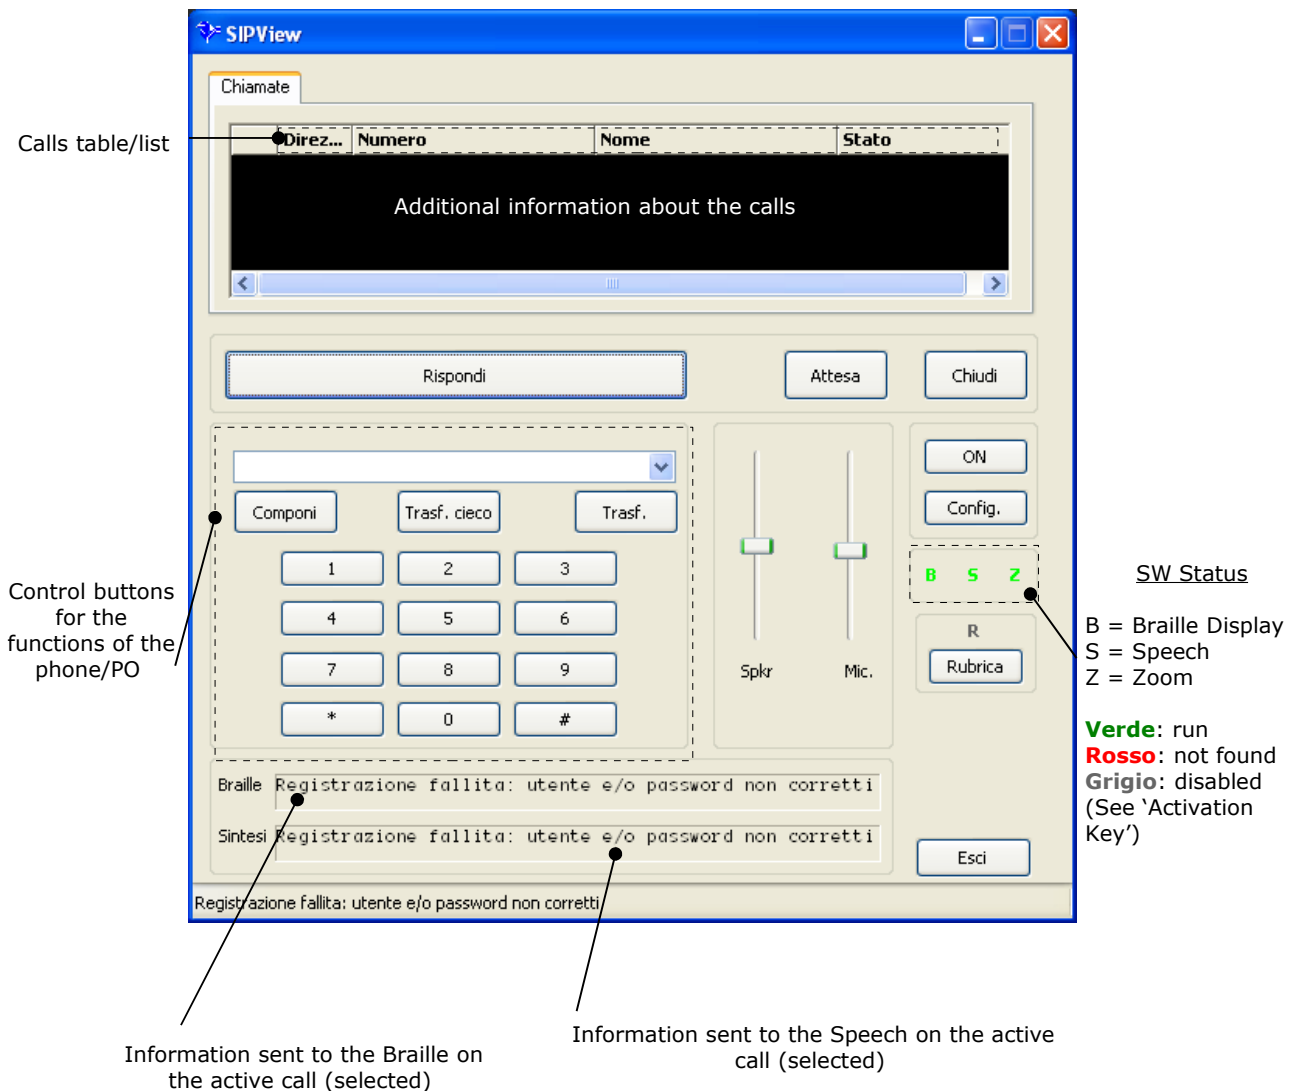 SIPView
Chiamate
Calls table/list
Direz... Numero Nome Stato
Additional information about the calls
Rispondi Attesa Chiudi
ON
Componi Trasf. cieco Trasf. Config.
1 2 3
B S Z
SW Status
Control buttons
for the
functions of the
phone/PO
4 5 6
R
B = Braille Display
S = Speech
Z = Zoom
7 8 9
Spkr Mic. Rubrica
* 0 #
Verde: run
Rosso: not found
Grigio: disabled
(See ‘Activation
Key’)
Braille Registrazione fallita: utente e/o password non corretti
Sintesi Registrazione fallita: utente e/o password non corretti
Esci
Registrazione fallita: utente e/o password non corretti
Information sent to the Braille on
the active call (selected)
Information sent to the Speech on the active
call (selected)